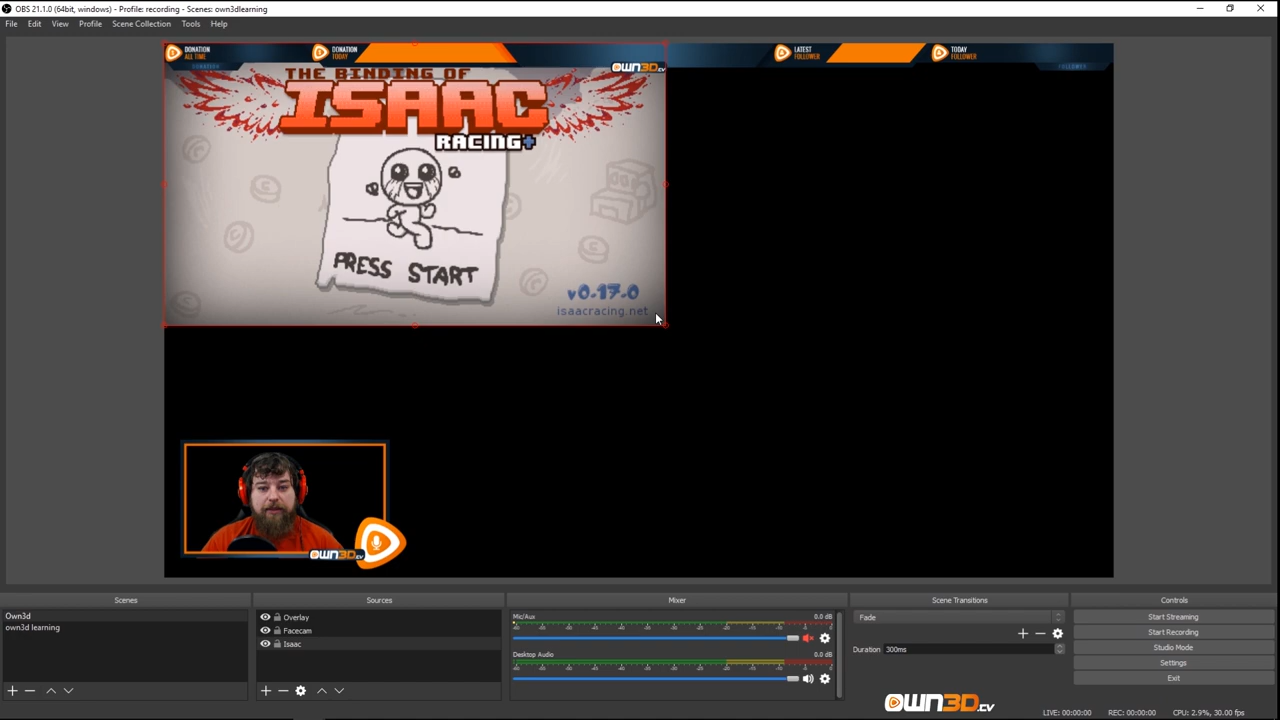 OBS 21.1.0 (64bit, windows) - Profile: recording - Scenes: own3dlearning
File Edit View Profile Scene Collection Tools Help
DONATION
ALL TIME
DONATION
TODAY
LATEST
FOLLOWER
TODAY
FOLLOWER
DONATION
FOLLOWER
OWN3D.tv
THE BINDING OF
ISAAC
RACING+
PRESS START
v0.17.0
isaacracing.net
OWN3D.tv
Scenes Sources Mixer Scene Transitions Controls
Own3d
own3d learning
Overlay
Facecam
Isaac
Mic/Aux 0.0 dB
Desktop Audio 0.0 dB
Fade
Duration 300ms
Start Streaming
Start Recording
Studio Mode
Settings
Exit
OWN3D.tv
LIVE: 00:00:00 REC: 00:00:00 CPU: 2.9%, 30.00 fps